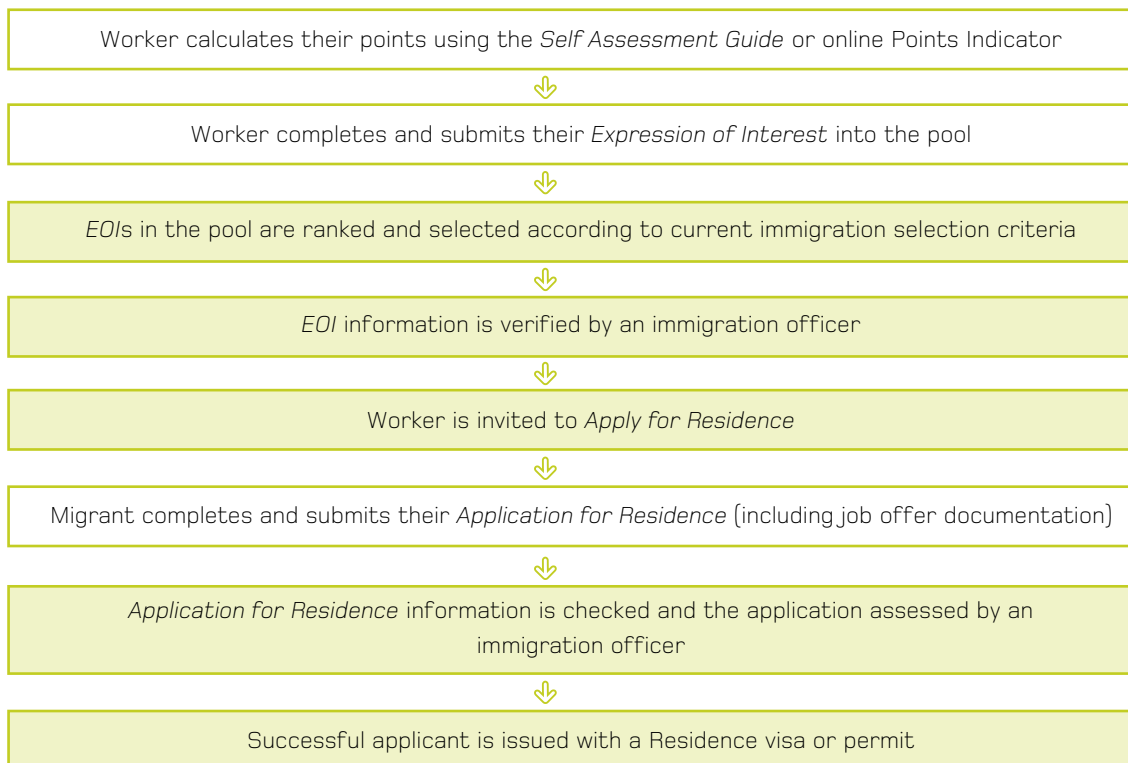 Worker calculates their points using the Self Assessment Guide or online Points Indicator
Worker completes and submits their Expression of Interest into the pool
EOIs in the pool are ranked and selected according to current immigration selection criteria
EOI information is verified by an immigration officer
Worker is invited to Apply for Residence
Migrant completes and submits their Application for Residence (including job offer documentation)
Application for Residence information is checked and the application assessed by an
immigration officer
Successful applicant is issued with a Residence visa or permit